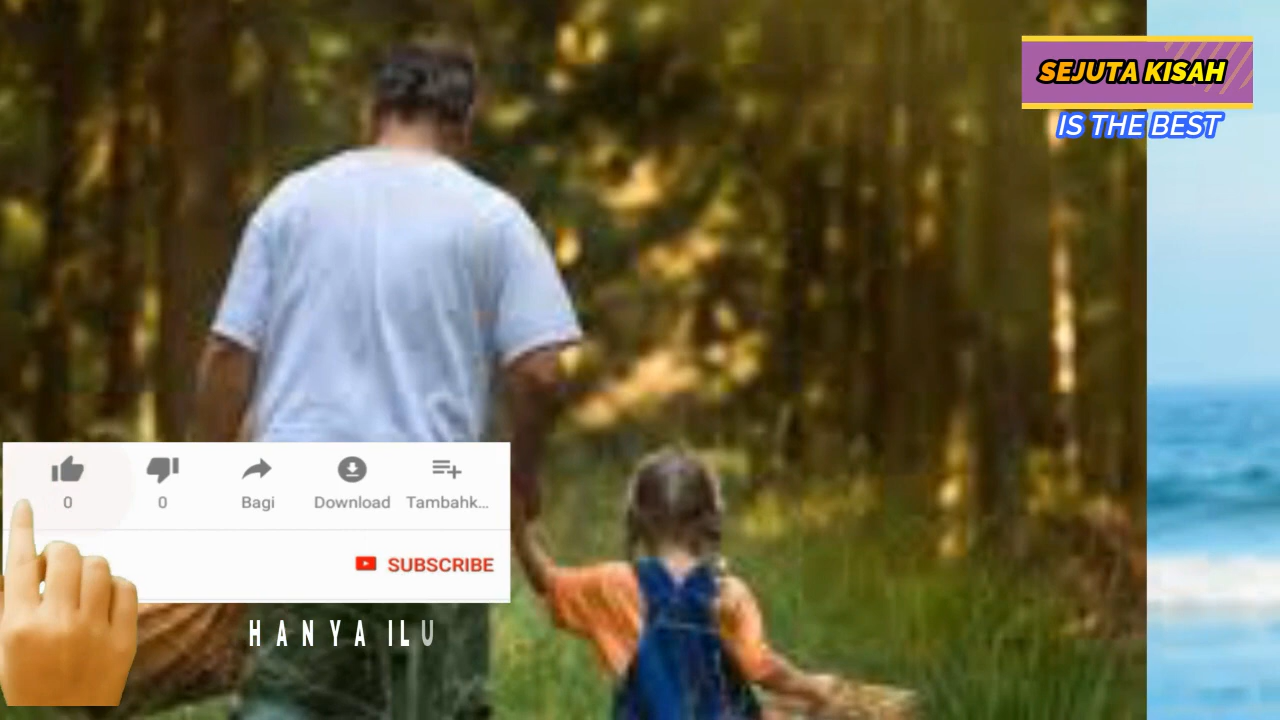 SEJUTA KISAH
IS THE BEST
0 0 Bagi Download Tambahk...
SUBSCRIBE
HANYA ILU